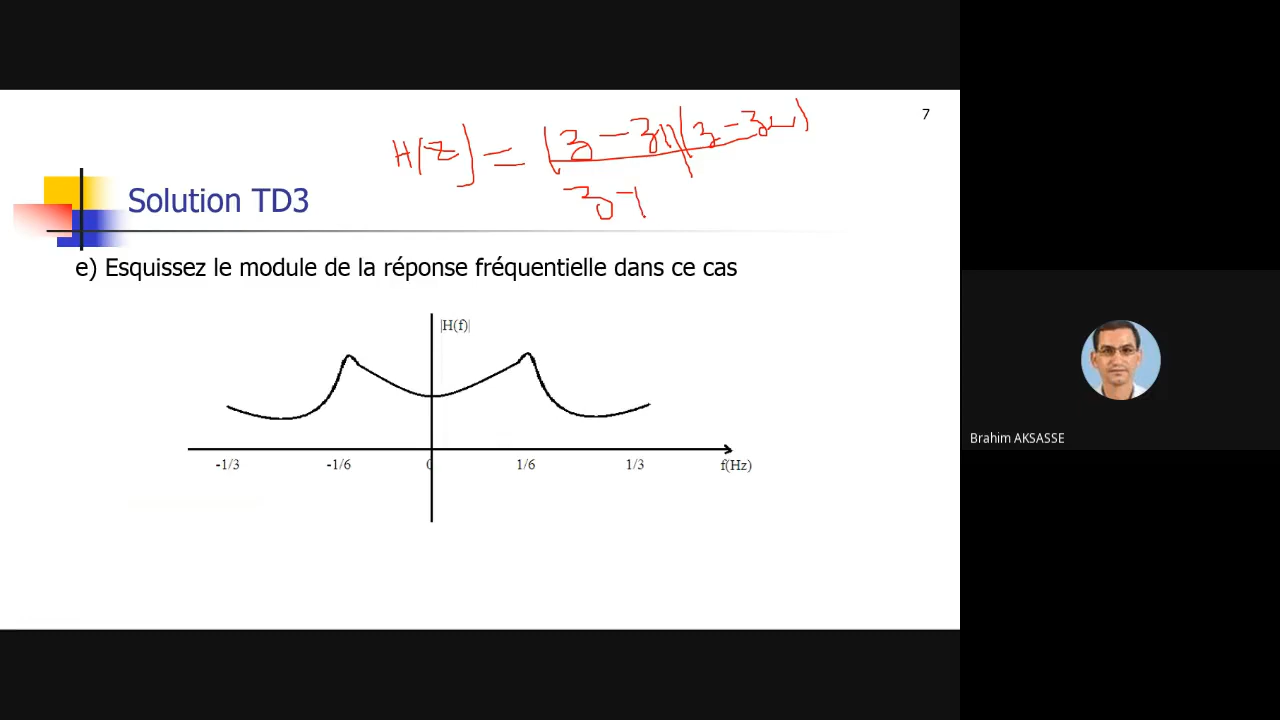 7
H(z) =
Solution TD3
e) Esquissez le module de la réponse fréquentielle dans ce cas
|H(f)|
-1/3 -1/6 0 1/6 1/3 f(Hz)
Brahim AKSASSE